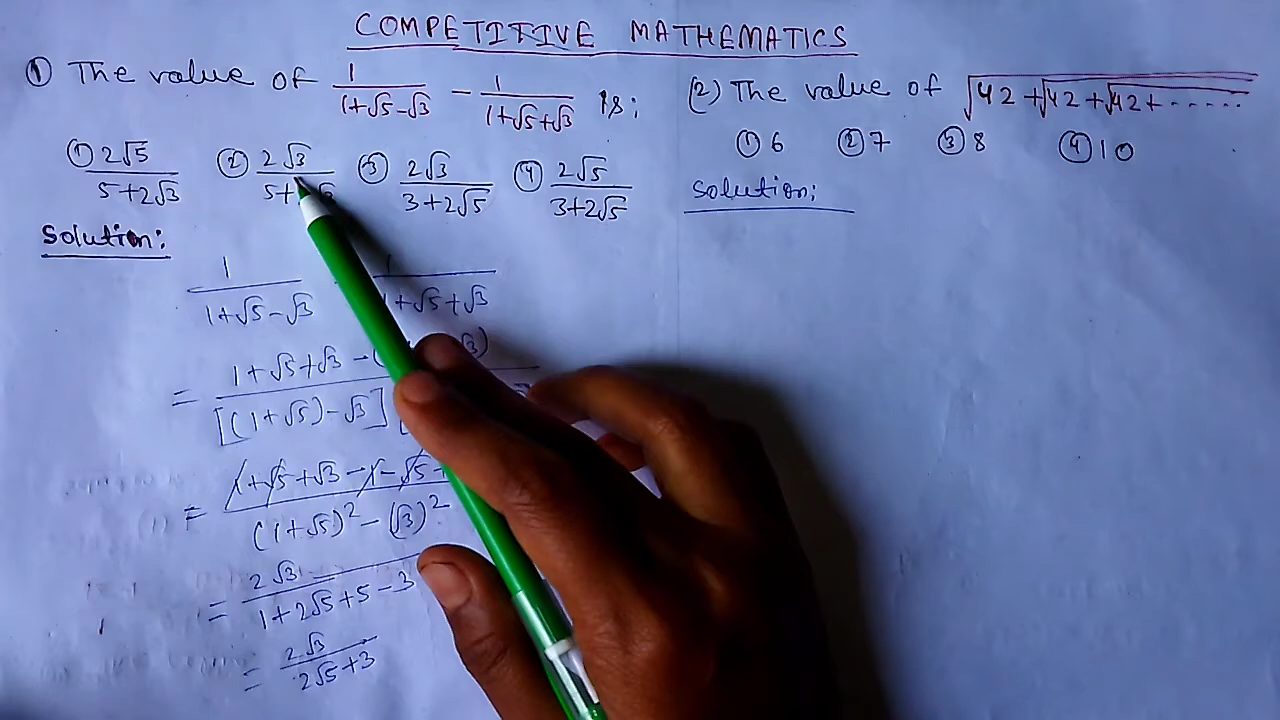 COMPETITIVE MATHEMATICS
① The value of 1/(1+√5-√3) - 1/(1+√5+√3) is;
① 2√5/(5+2√3) ② 2√3/5+ ③ 2√3/(3+2√5) ④ 2√5/(3+2√5)
Solution:
1/(1+√5-√3) 1+√5+√3
= 1+√5+√3-( √3) / [(1+√5)-√3] [
= 1+√5+√3-1-√5+ / (1+√5)²-(√3)²
= 2√3/(1+2√5+5-3
= 2√3/(2√5+3)
(2) The value of √42+√42+√42+......
① 6 ② 7 ③ 8 ④ 10
Solution;